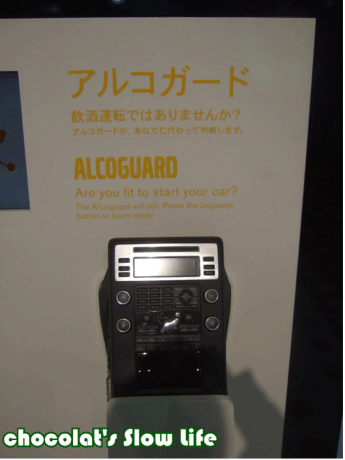 アルコガード
飲酒運転ではありませんか?
アルコガードが、あなたに代わって判断します。
ALCOGUARD
Are you fit to start your car?
The Alcoguard will tell. Press the language
button to learn more!
chocolat's Slow Life